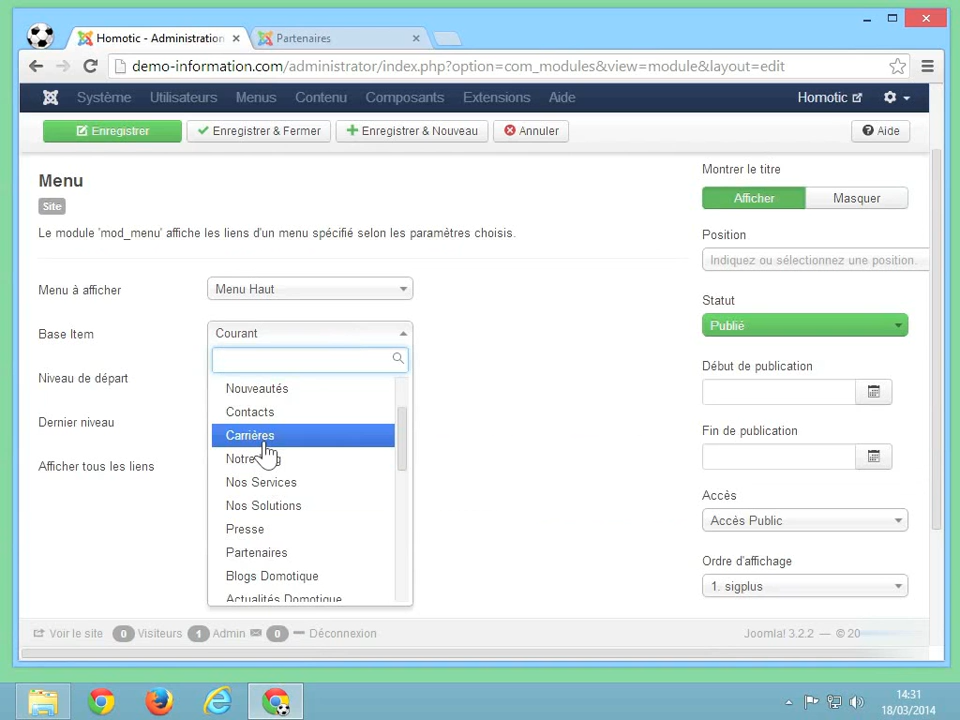 Homotic - Administration
Partenaires
demo-information.com/administrator/index.php?option=com_modules&view=module&layout=edit
Système Utilisateurs Menus Contenu Composants Extensions Aide Homotic
Enregistrer Enregistrer & Fermer Enregistrer & Nouveau Annuler Aide
Menu
Site
Le module 'mod_menu' affiche les liens d'un menu spécifié selon les paramètres choisis.
Menu à afficher Menu Haut
Base Item Courant
Niveau de départ
Dernier niveau
Afficher tous les liens
Nouveautés
Contacts
Carrières
Notre
Nos Services
Nos Solutions
Presse
Partenaires
Blogs Domotique
Actualités Domotique
Montrer le titre
Afficher Masquer
Position
Indiquez ou sélectionnez une position.
Statut
Publié
Début de publication
Fin de publication
Accès
Accès Public
Ordre d'affichage
1. sigplus
Voir le site 0 Visiteurs 1 Admin 0 Déconnexion
Joomla! 3.2.2 — © 20
14:31
18/03/2014